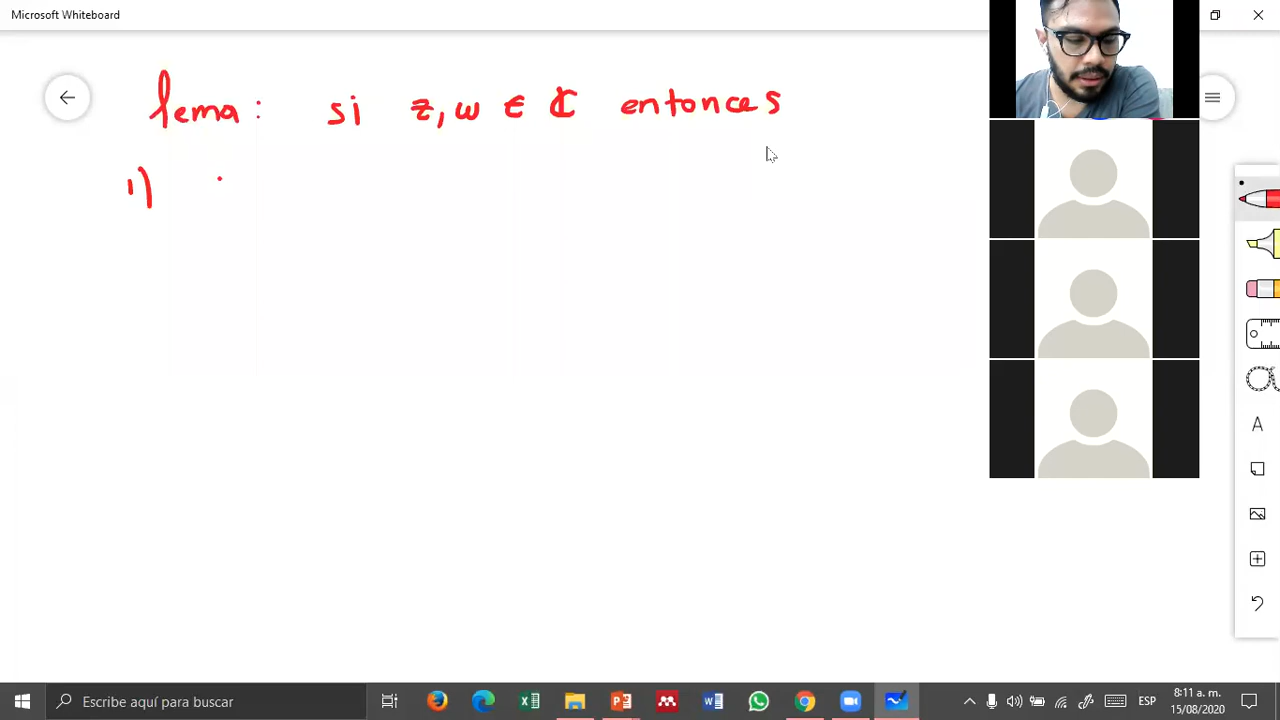 Microsoft Whiteboard
lema: si z, w ∈ ℂ entonces
1)
A
Escribe aquí para buscar
ESP
8:11 a. m.
15/08/2020